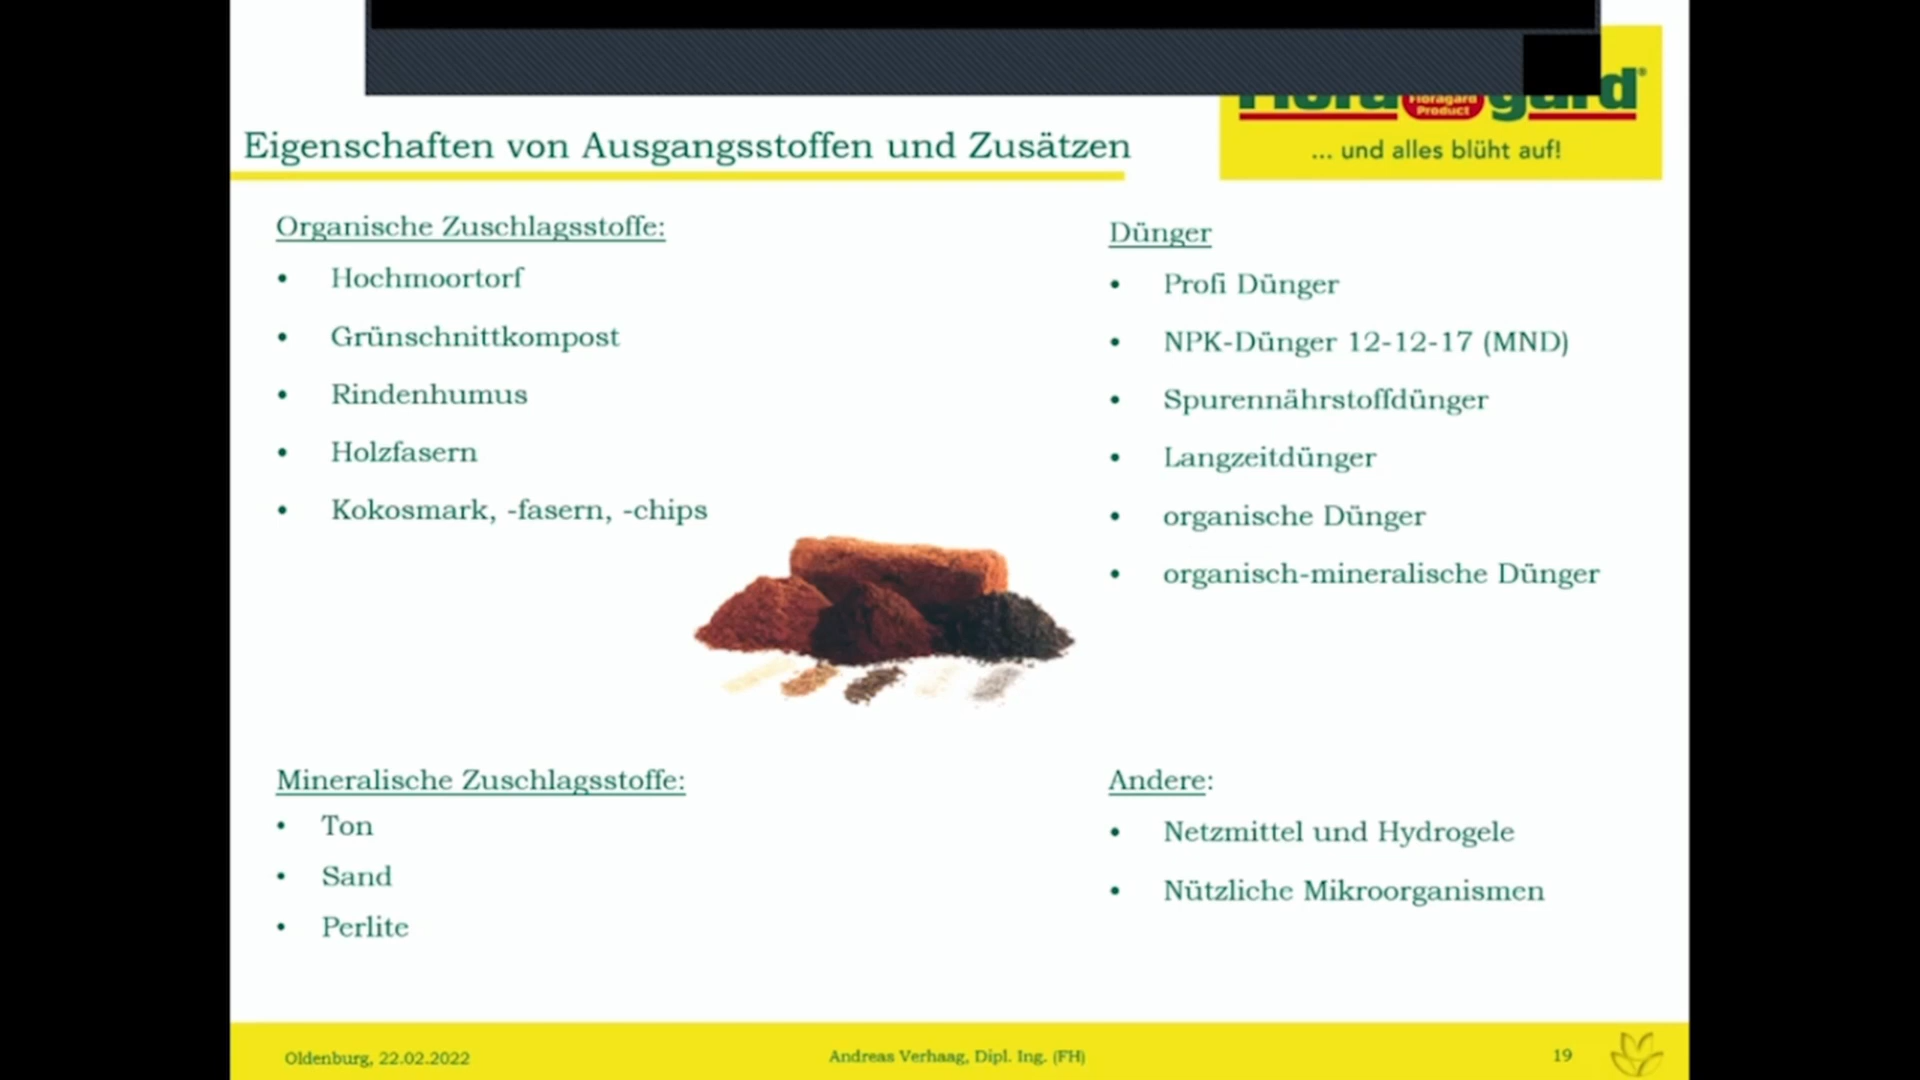 Floragard
Product
... und alles blüht auf!
Eigenschaften von Ausgangsstoffen und Zusätzen
Organische Zuschlagsstoffe:
• Hochmoortorf
• Grünschnittkompost
• Rindenhumus
• Holzfasern
• Kokosmark, -fasern, -chips
Dünger
• Profi Dünger
• NPK-Dünger 12-12-17 (MND)
• Spurennährstoffdünger
• Langzeitdünger
• organische Dünger
• organisch-mineralische Dünger
Mineralische Zuschlagsstoffe:
• Ton
• Sand
• Perlite
Andere:
• Netzmittel und Hydrogele
• Nützliche Mikroorganismen
Oldenburg, 22.02.2022
Andreas Verhaag, Dipl. Ing. (FH)
19